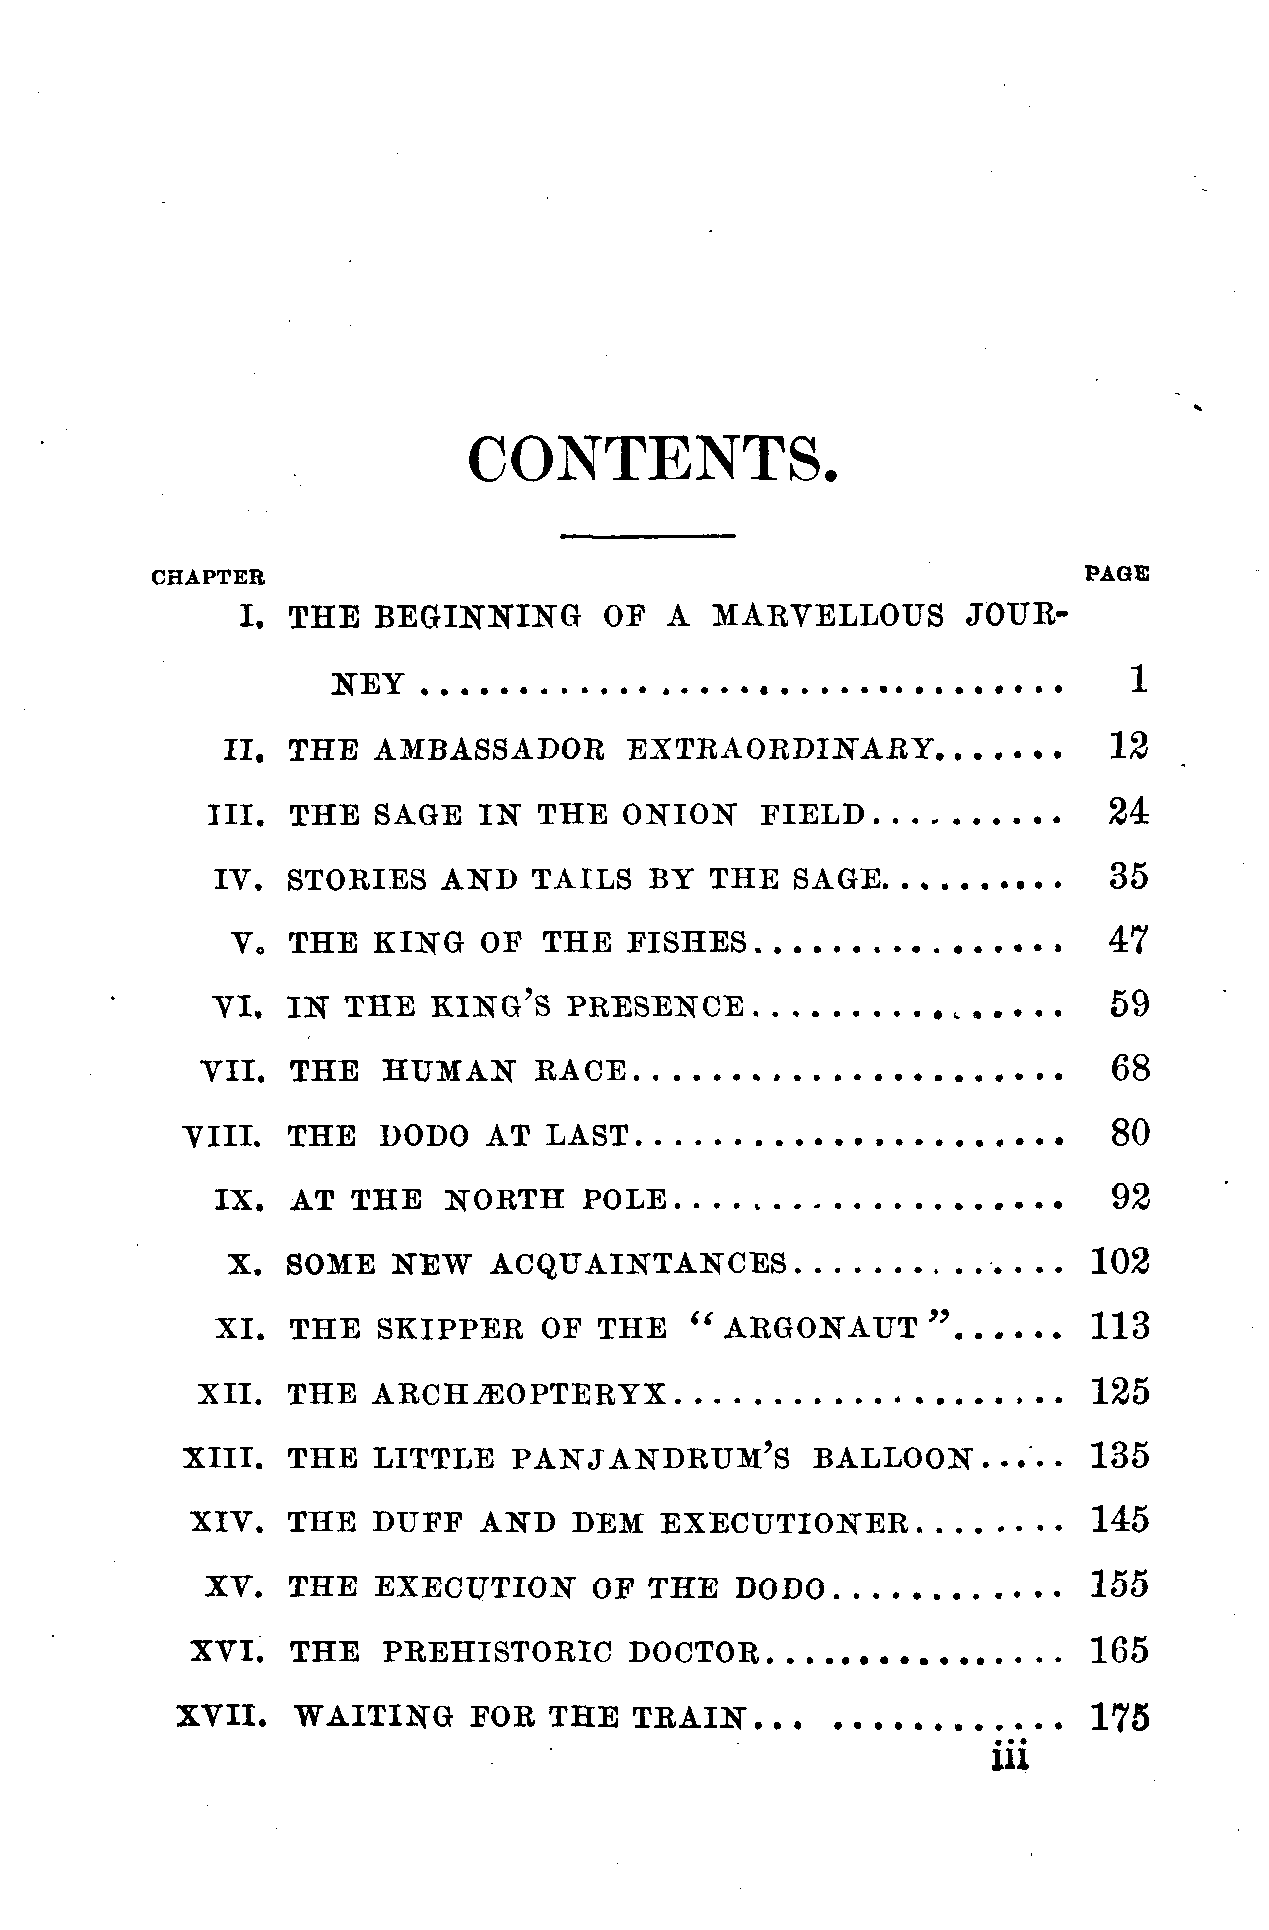 CONTENTS.
CHAPTER PAGE
I. THE BEGINNING OF A MARVELLOUS JOUR-
NEY .................................. 1
II. THE AMBASSADOR EXTRAORDINARY....... 12
III. THE SAGE IN THE ONION FIELD.......... 24
IV. STORIES AND TAILS BY THE SAGE.......... 35
V. THE KING OF THE FISHES................ 47
VI. IN THE KING'S PRESENCE................ 59
VII. THE HUMAN RACE...................... 68
VIII. THE DODO AT LAST...................... 80
IX. AT THE NORTH POLE.................... 92
X. SOME NEW ACQUAINTANCES.............. 102
XI. THE SKIPPER OF THE “ARGONAUT”...... 113
XII. THE ARCHÆOPTERYX.................... 125
XIII. THE LITTLE PANJANDRUM'S BALLOON..... 135
XIV. THE DUFF AND DEM EXECUTIONER........ 145
XV. THE EXECUTION OF THE DODO............ 155
XVI. THE PREHISTORIC DOCTOR............... 165
XVII. WAITING FOR THE TRAIN... ............ 175
iii